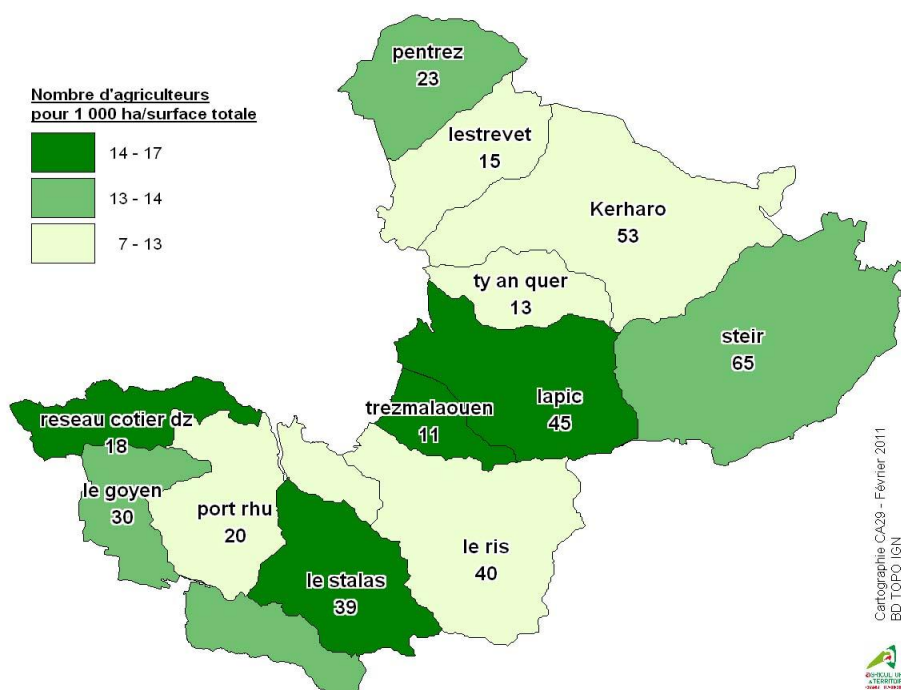 Nombre d'agriculteurs
pour 1 000 ha/surface totale
14 - 17
13 - 14
7 - 13
pentrez
23
lestrevet
15
Kerharo
53
ty an quer
13
steir
65
lapic
45
trezmalaouen
11
reseau cotier dz
18
le goyen
30
port rhu
20
le stalas
39
le ris
40
Cartographie CA29 - Février 2011
BD TOPO IGN